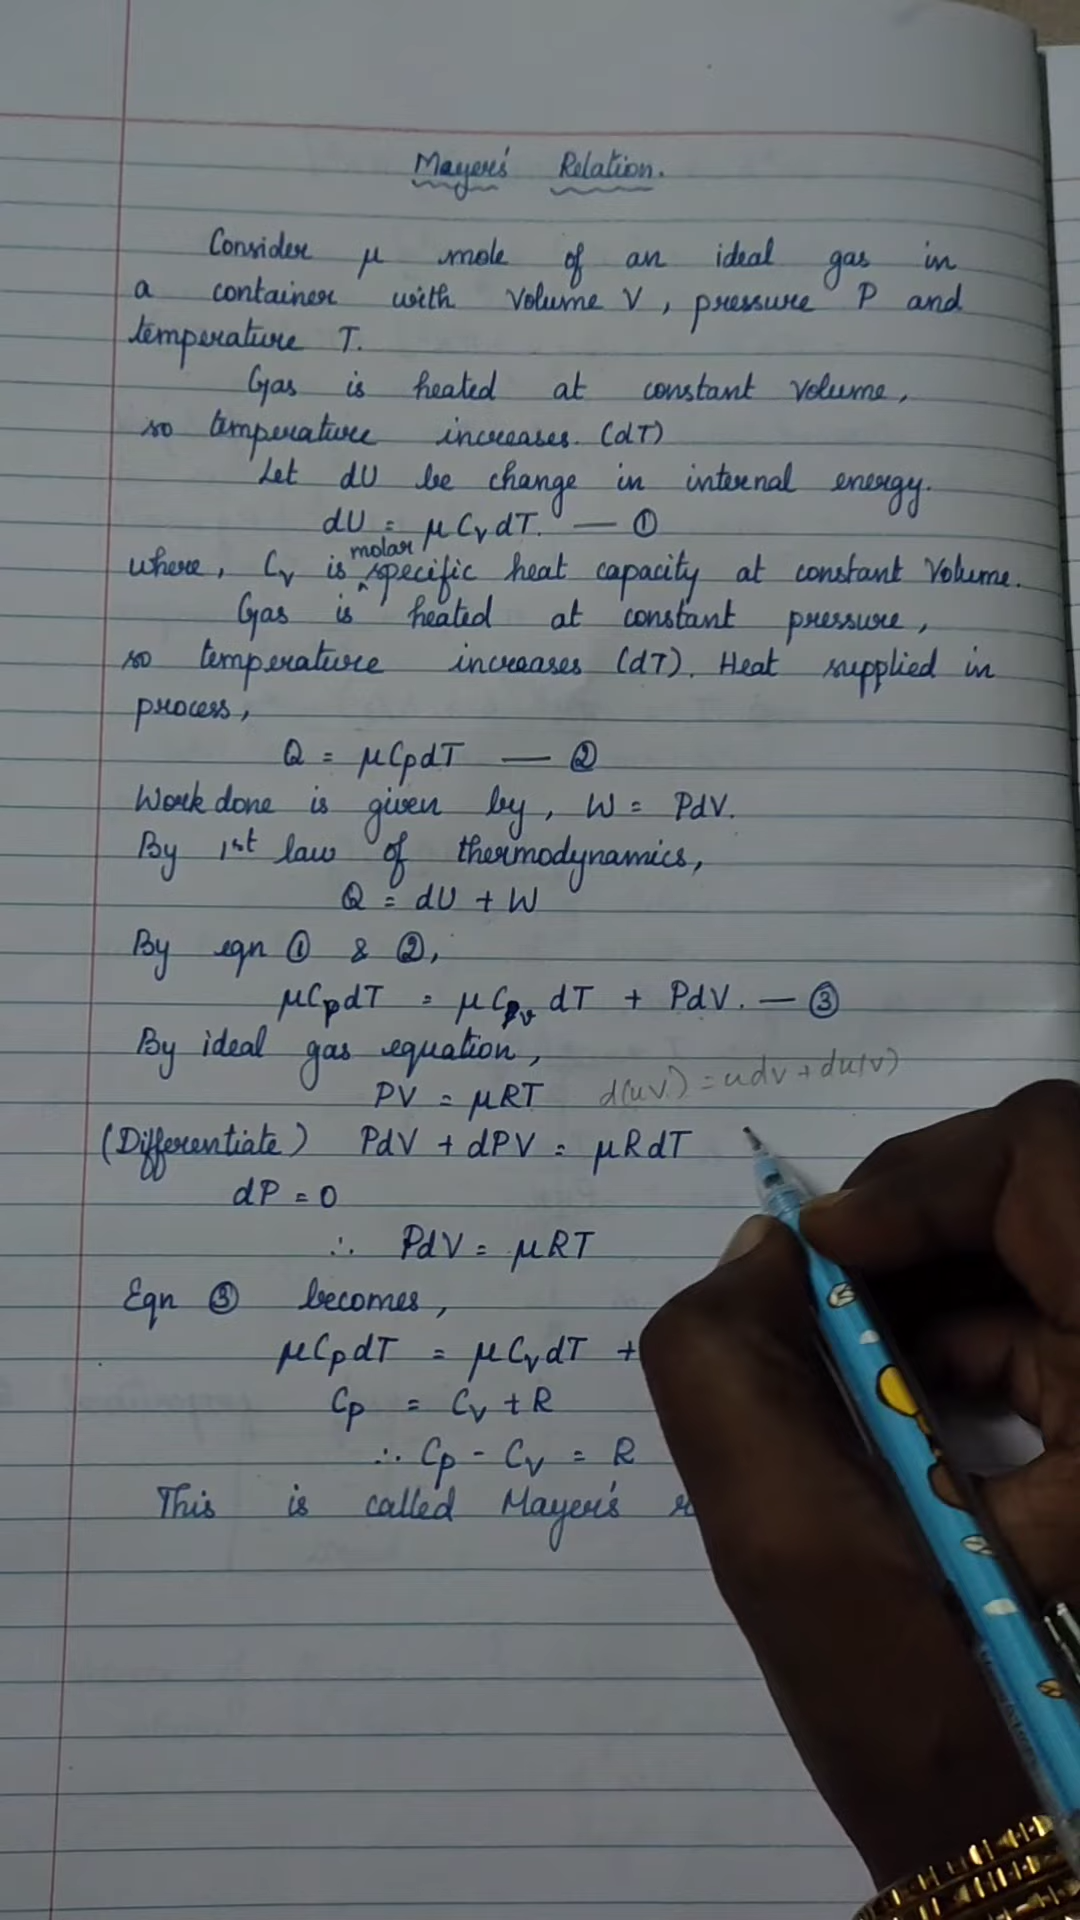 Mayer's Relation.
Consider μ mole of an ideal gas in
a container with volume V, pressure P and
temperature T.
Gas is heated at constant volume,
so temperature increases. (dT)
Let dU be change in internal energy.
dU = μ Cv dT. — ①
molar
where, Cv is ^ specific heat capacity at constant Volume.
Gas is heated at constant pressure,
so temperature increases (dT). Heat supplied in
process,
Q = μCpdT — ②
Work done is given by, W = PdV.
By 1st law of thermodynamics,
Q = dU + W
By eqn ① & ②,
μCpdT = μCv dT + PdV. — ③
By ideal gas equation,
PV = μRT d(uv) = udv + du(v)
(Differentiate) PdV + dPV = μRdT
dP = 0
∴ PdV = μRT
Eqn ③ becomes,
μCpdT = μCvdT +
Cp = Cv + R
∴ Cp - Cv = R
This is called Mayer's